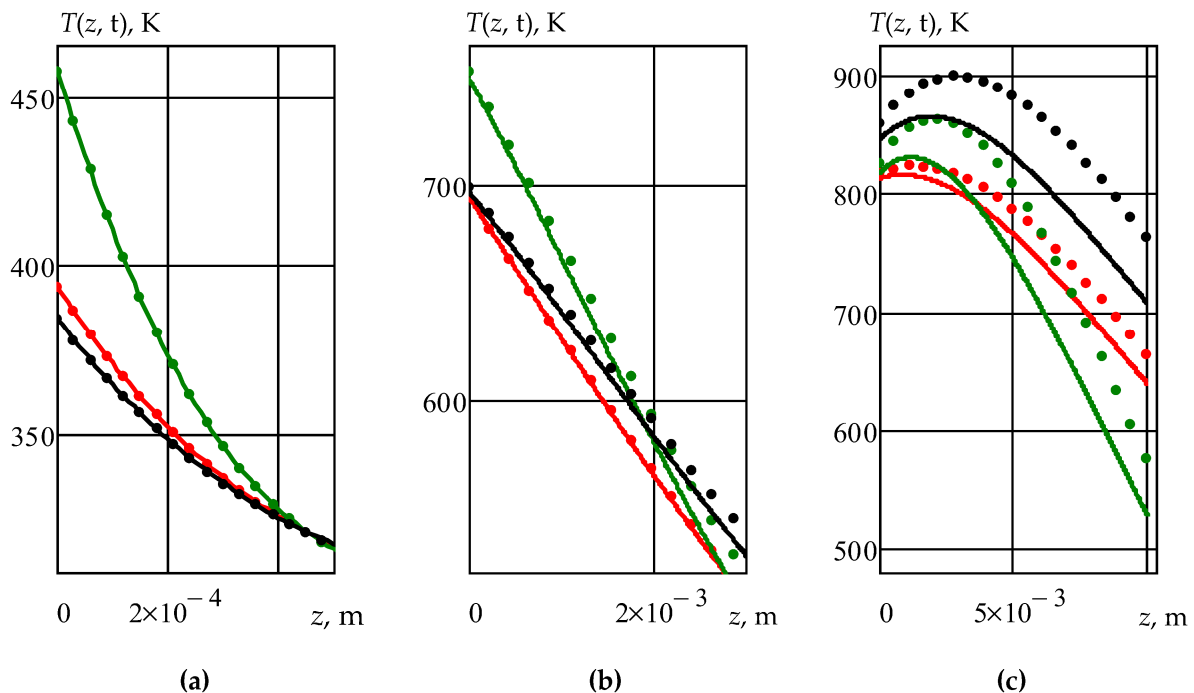 T(z, t), K
450
400
350
0
2×10⁻⁴
z, m
(a)
T(z, t), K
700
600
0
2×10⁻³
z, m
(b)
T(z, t), K
900
800
700
600
500
0
5×10⁻³
z, m
(c)